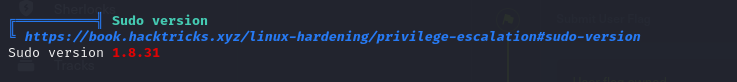 Sudo version
https://book.hacktricks.xyz/linux-hardening/privilege-escalation#sudo-version
Sudo version 1.8.31